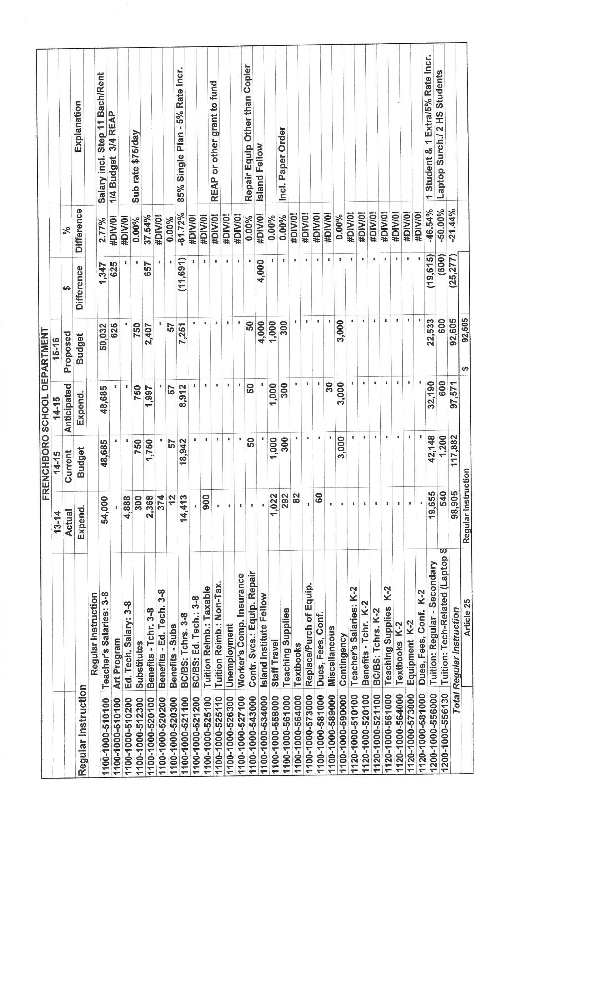 FRENCHBORO SCHOOL DEPARTMENT
13-14 14-15 14-15 15-16
Actual Current Anticipated Proposed $ %
Regular Instruction Expend. Budget Expend. Budget Difference Difference Explanation
Regular Instruction
1100-1000-510100 Teacher's Salaries: 3-8 54,000 48,685 48,685 50,032 1,347 2.77% Salary incl. Step 11 Bach/Rent
1100-1000-510100 Art Program - - - 625 625 #DIV/0! 1/4 Budget 3/4 REAP
1100-1000-510200 Ed. Tech. Salary: 3-8 4,888 - - - - #DIV/0!
1100-1000-512300 Substitutes 300 750 750 750 - 0.00% Sub rate $75/day
1100-1000-520100 Benefits - Tchr. 3-8 2,368 1,750 1,997 2,407 657 37.54%
1100-1000-520200 Benefits - Ed. Tech. 3-8 374 - - - - #DIV/0!
1100-1000-520300 Benefits - Subs 12 57 57 57 - 0.00%
1100-1000-521100 BC/BS: Tchrs. 3-8 14,413 18,942 8,912 7,251 (11,691) -61.72% 85% Single Plan - 5% Rate Incr.
1100-1000-521200 BC/BS: Ed. Tech.: 3-8 - - - - - #DIV/0!
1100-1000-525100 Tuition Reimb.: Taxable 900 - - - - #DIV/0!
1100-1000-525110 Tuition Reimb.: Non-Tax. - - - - - #DIV/0! REAP or other grant to fund
1100-1000-526300 Unemployment - - - - - #DIV/0!
1100-1000-527100 Worker's Comp. Insurance - - - - - #DIV/0!
1100-1000-543000 Contr. Svcs.: Equip. Repair - 50 50 50 - 0.00% Repair Equip Other than Copier
1100-1000-534000 Island Institute Fellow - - - 4,000 4,000 #DIV/0! Island Fellow
1100-1000-558000 Staff Travel 1,022 1,000 1,000 1,000 - 0.00%
1100-1000-561000 Teaching Supplies 292 300 300 300 - 0.00% Incl. Paper Order
1100-1000-564000 Textbooks 82 - - - - #DIV/0!
1100-1000-573000 Replace/Purch of Equip. - - - - - #DIV/0!
1100-1000-581000 Dues, Fees, Conf. 60 - - - - #DIV/0!
1100-1000-589000 Miscellaneous - - 30 - - #DIV/0!
1100-1000-590000 Contingency - 3,000 3,000 3,000 - 0.00%
1120-1000-510100 Teacher's Salaries: K-2 - - - - - #DIV/0!
1120-1000-520100 Benefits - Tchr. K-2 - - - - - #DIV/0!
1120-1000-521100 BC/BS: Tchrs. K-2 - - - - - #DIV/0!
1120-1000-561000 Teaching Supplies K-2 - - - - - #DIV/0!
1120-1000-564000 Textbooks K-2 - - - - - #DIV/0!
1120-1000-573000 Equipment K-2 - - - - - #DIV/0!
1120-1000-581000 Dues, Fees, Conf. K-2 - - - - - #DIV/0!
1200-1000-556000 Tuition: Regular - Secondary 19,655 42,148 32,190 22,533 (19,615) -46.54% 1 Student & 1 Extra/5% Rate Incr.
1200-1000-556130 Tuition: Tech-Related (Laptop S 540 1,200 600 600 (600) -50.00% Laptop Surch./ 2 HS Students
Total Regular Instruction 98,905 117,882 97,571 92,605 (25,277) -21.44%
Article 25 Regular Instruction $ 92,605